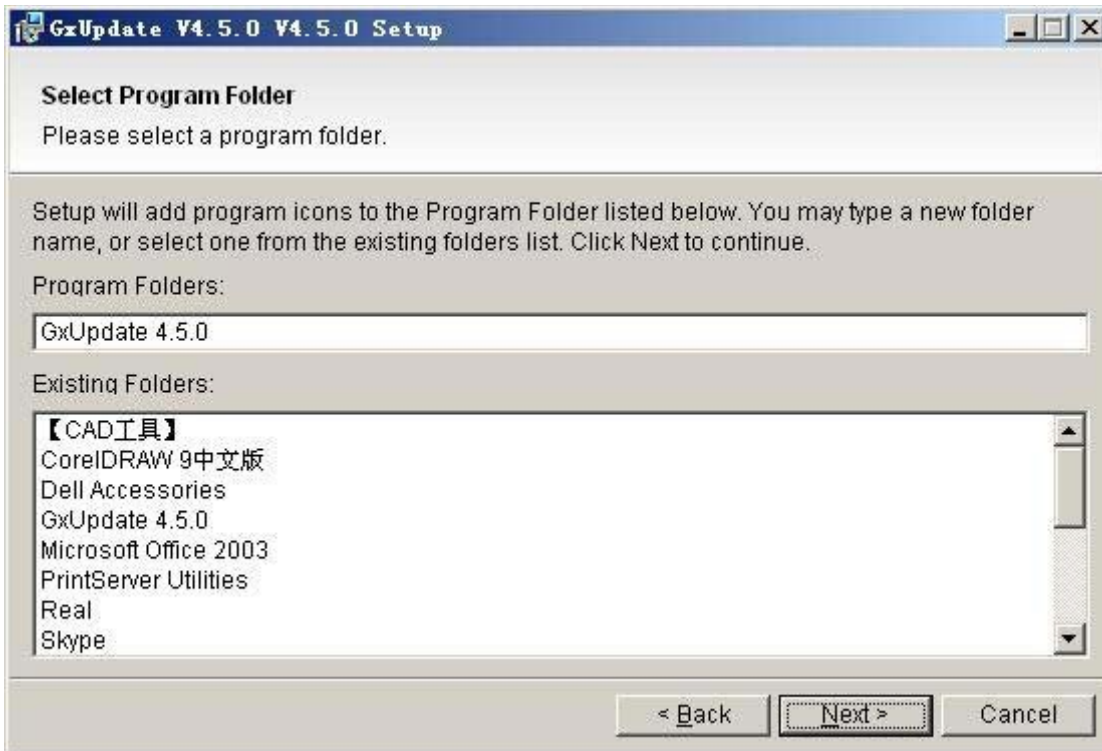 GxUpdate V4.5.0 V4.5.0 Setup
Select Program Folder
Please select a program folder.
Setup will add program icons to the Program Folder listed below. You may type a new folder
name, or select one from the existing folders list. Click Next to continue.
Program Folders:
GxUpdate 4.5.0
Existing Folders:
【CAD工具】
CorelDRAW 9中文版
Dell Accessories
GxUpdate 4.5.0
Microsoft Office 2003
PrintServer Utilities
Real
Skype
< Back Next > Cancel